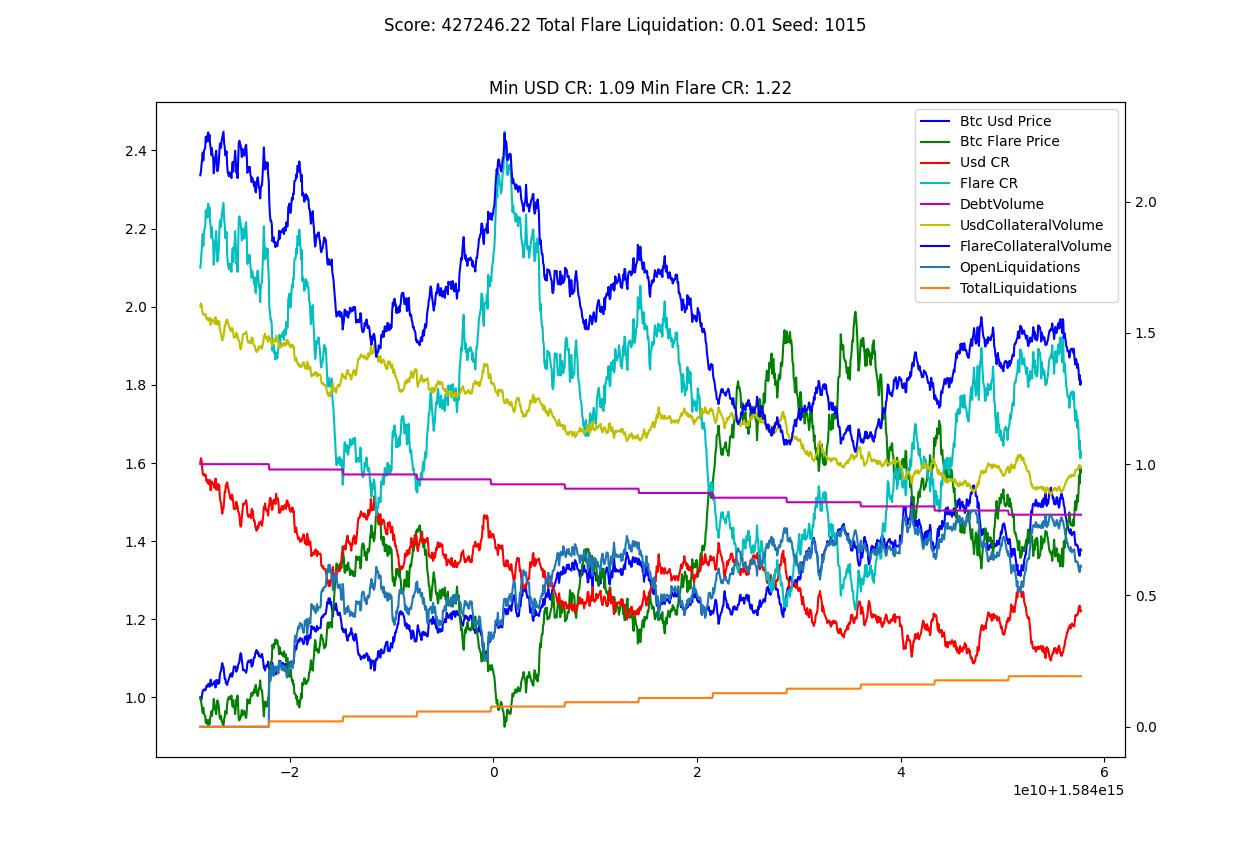 Score: 427246.22 Total Flare Liquidation: 0.01 Seed: 1015
Min USD CR: 1.09 Min Flare CR: 1.22
Btc Usd Price
Btc Flare Price
Usd CR
Flare CR
DebtVolume
UsdCollateralVolume
FlareCollateralVolume
OpenLiquidations
TotalLiquidations
2.4
2.2
2.0
1.8
1.6
1.4
1.2
1.0
2.0
1.5
1.0
0.5
0.0
−2
0
2
4
6
1e10+1.584e15